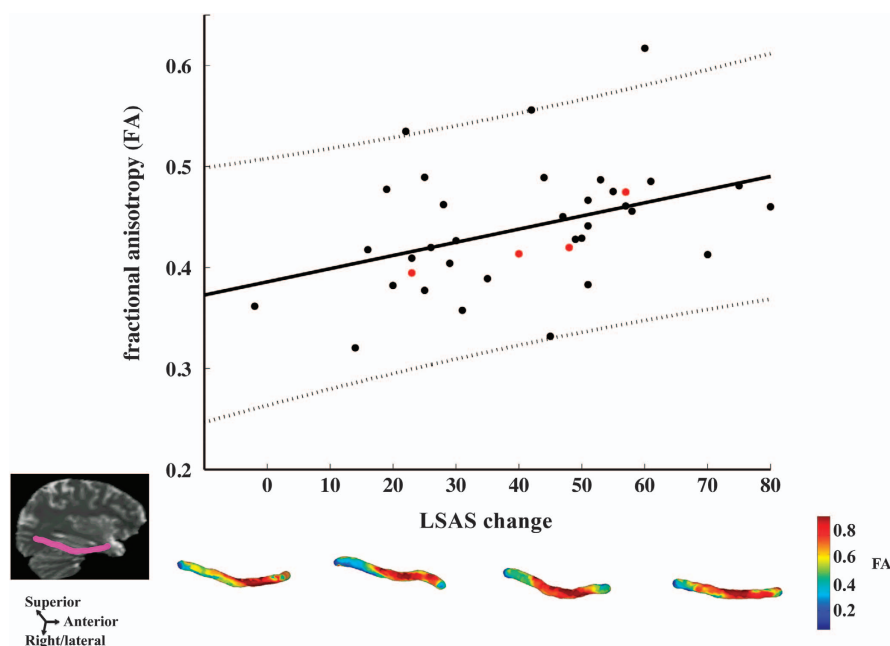 fractional anisotropy (FA)
0.6
0.5
0.4
0.3
0.2
0 10 20 30 40 50 60 70 80
LSAS change
Superior
Anterior
Right/lateral
0.8
0.6
0.4
0.2
FA